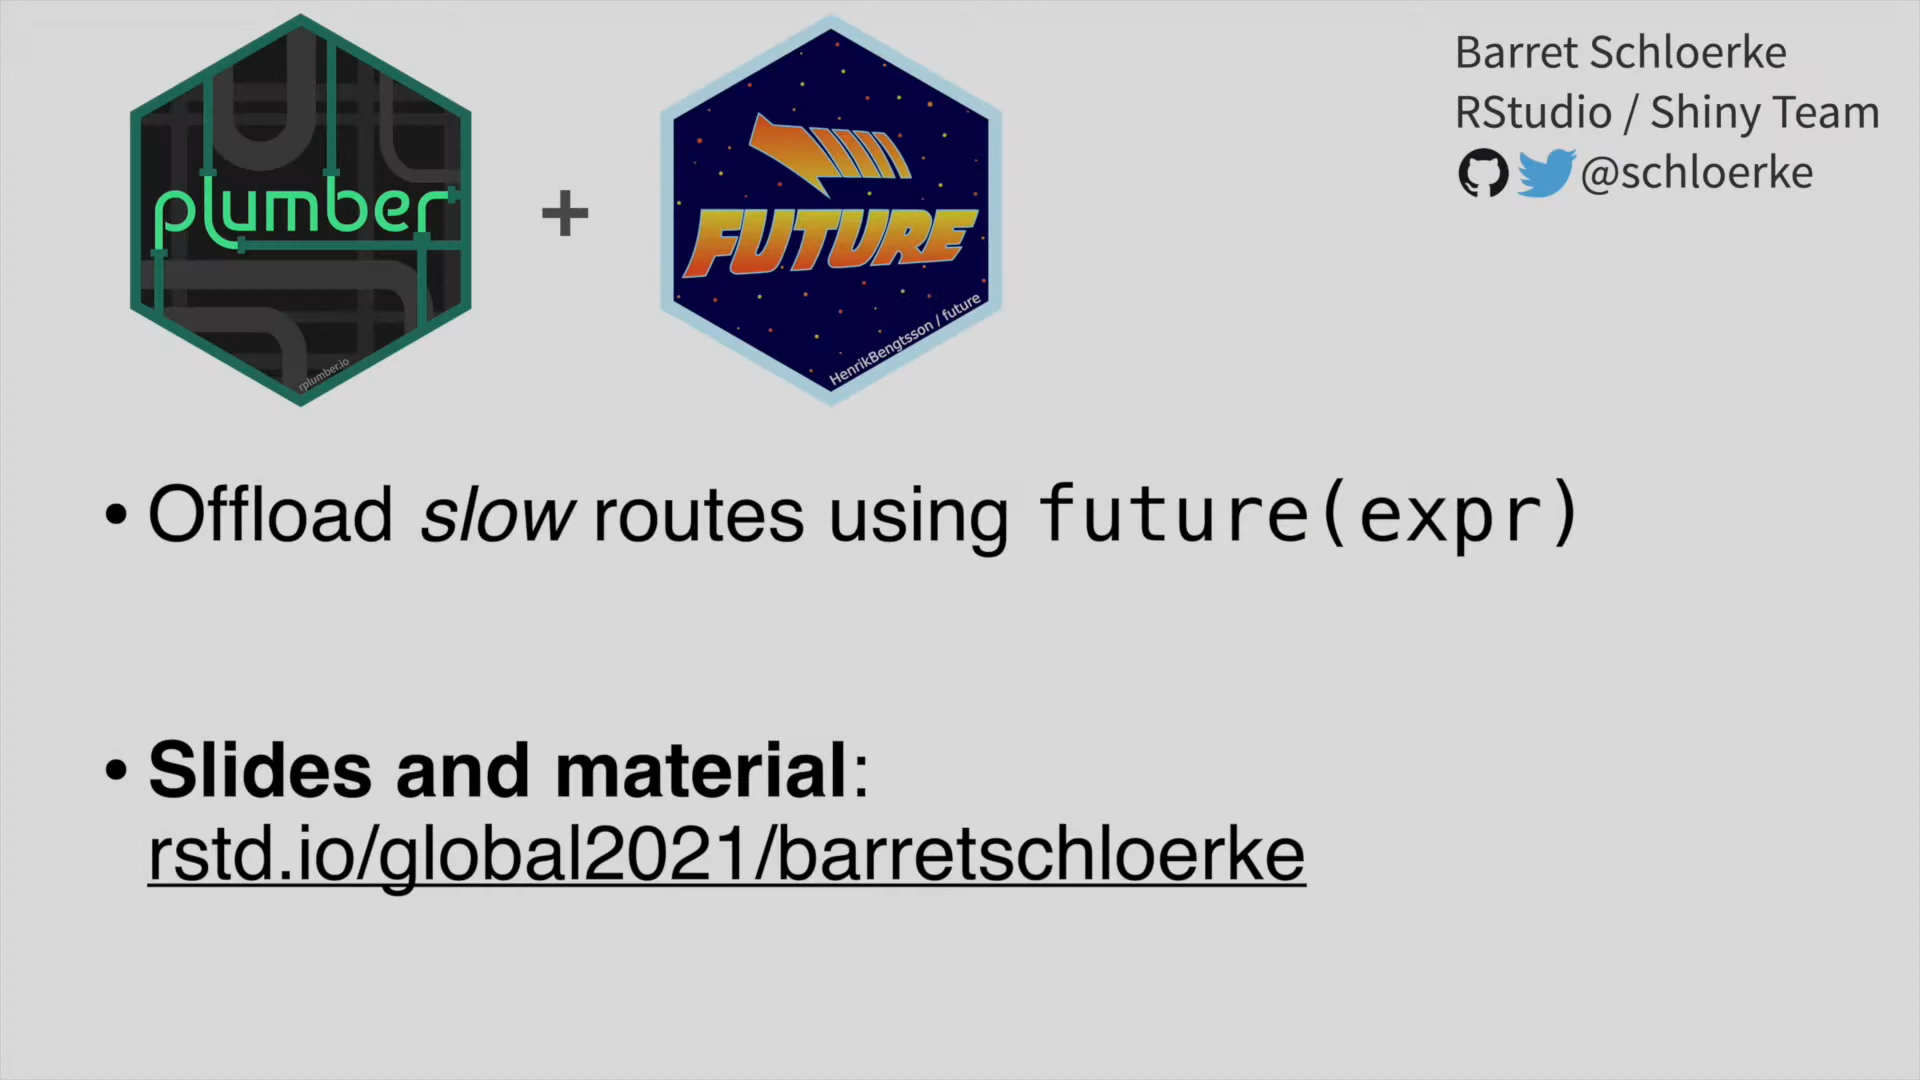 plumber
rplumber.io
+
FUTURE
HenrikBengtsson / future
Barret Schloerke
RStudio / Shiny Team
@schloerke
• Offload slow routes using future(expr)
• Slides and material:
rstd.io/global2021/barretschloerke